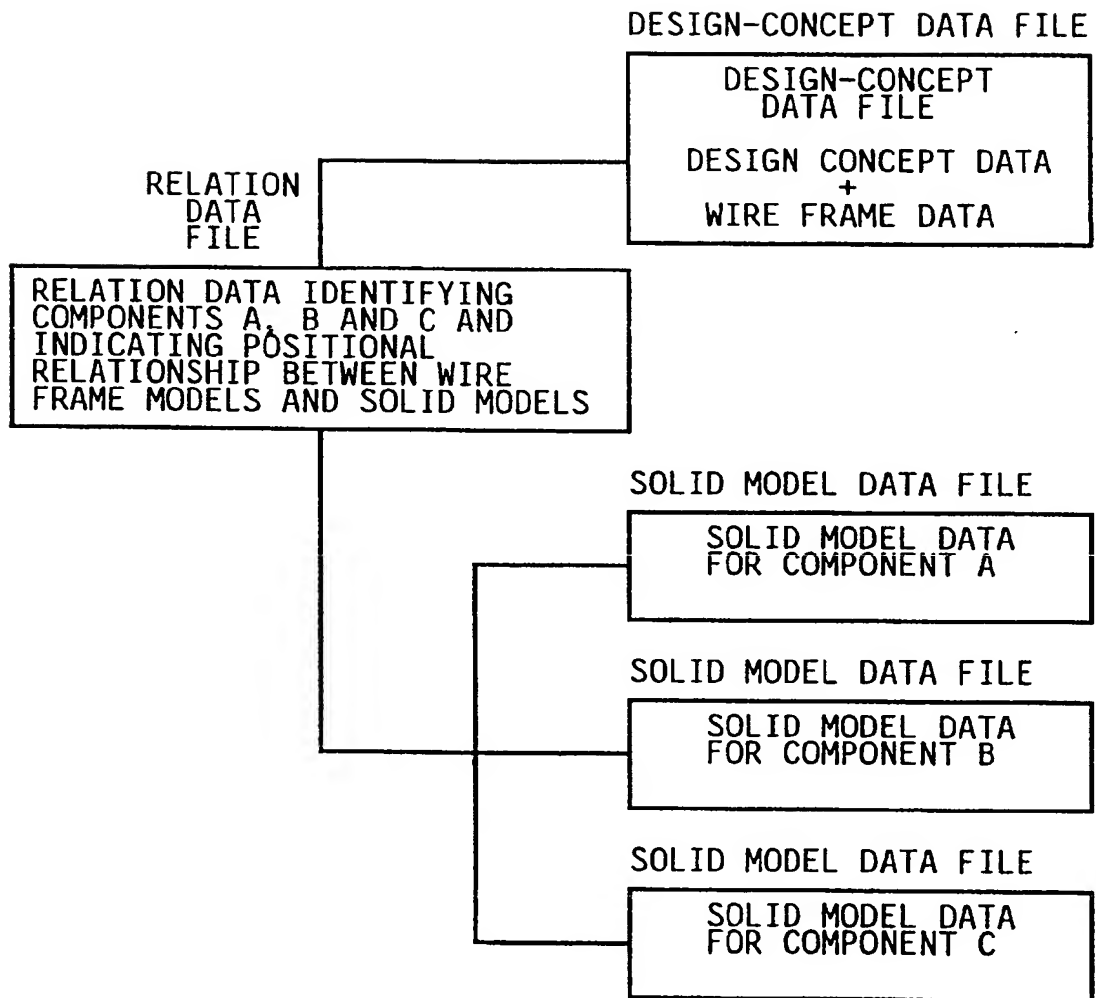 DESIGN-CONCEPT DATA FILE
DESIGN-CONCEPT
DATA FILE
DESIGN CONCEPT DATA
+
WIRE FRAME DATA
RELATION
DATA
FILE
RELATION DATA IDENTIFYING
COMPONENTS A, B AND C AND
INDICATING POSITIONAL
RELATIONSHIP BETWEEN WIRE
FRAME MODELS AND SOLID MODELS
SOLID MODEL DATA FILE
SOLID MODEL DATA
FOR COMPONENT A
SOLID MODEL DATA FILE
SOLID MODEL DATA
FOR COMPONENT B
SOLID MODEL DATA FILE
SOLID MODEL DATA
FOR COMPONENT C